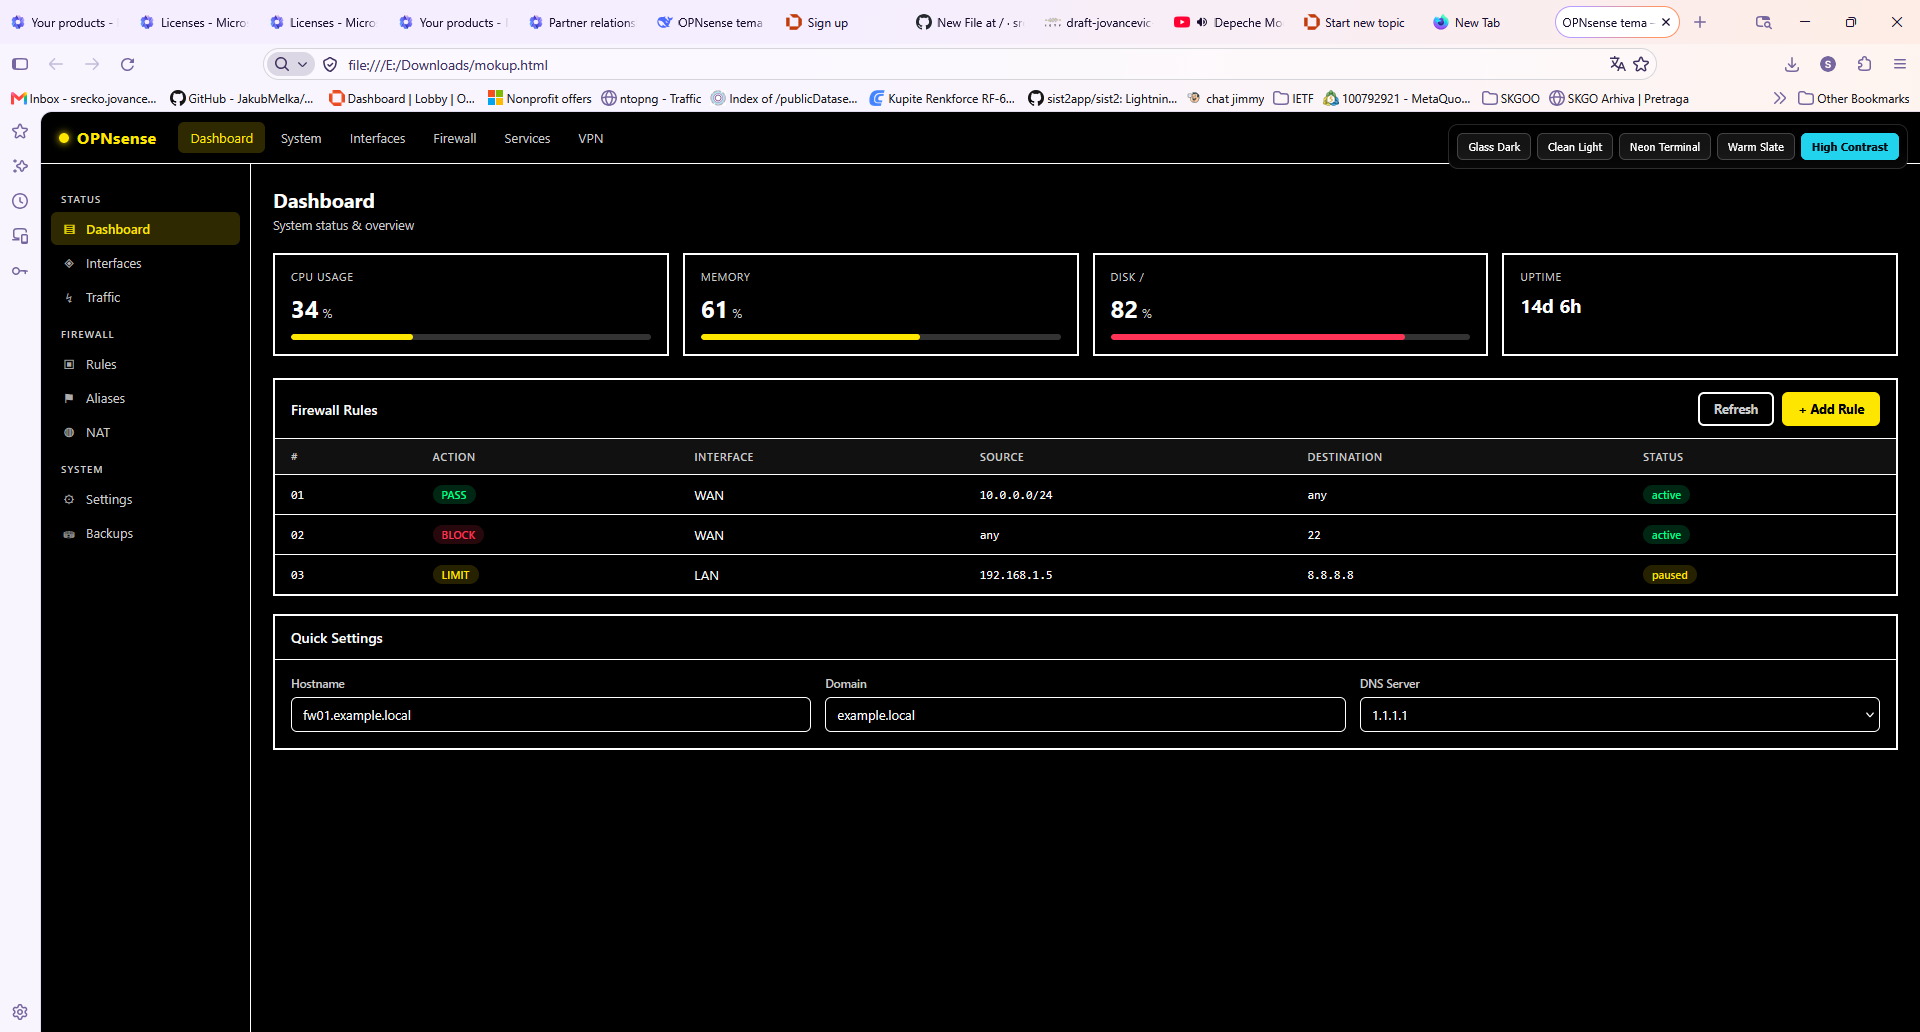 Your products -
Licenses - Micro
Licenses - Micro
Your products -
Partner relations
OPNsense tema
Sign up
New File at / · sr
draft-jovancevic
Depeche Mo
Start new topic
New Tab
OPNsense tema -
file:///E:/Downloads/mokup.html
Inbox - srecko.jovance...
GitHub - JakubMelka/...
Dashboard | Lobby | O...
Nonprofit offers
ntopng - Traffic
Index of /publicDatase...
Kupite Renkforce RF-6...
sist2app/sist2: Lightnin...
chat jimmy
IETF
100792921 - MetaQuo...
SKGOO
SKGO Arhiva | Pretraga
Other Bookmarks
OPNsense
Dashboard
System
Interfaces
Firewall
Services
VPN
Glass Dark
Clean Light
Neon Terminal
Warm Slate
High Contrast
STATUS
Dashboard
Interfaces
Traffic
FIREWALL
Rules
Aliases
NAT
SYSTEM
Settings
Backups
Dashboard
System status & overview
CPU USAGE
34 %
MEMORY
61 %
DISK /
82 %
UPTIME
14d 6h
Firewall Rules
Refresh
+ Add Rule
# ACTION INTERFACE SOURCE DESTINATION STATUS
01 PASS WAN 10.0.0.0/24 any active
02 BLOCK WAN any 22 active
03 LIMIT LAN 192.168.1.5 8.8.8.8 paused
Quick Settings
Hostname
fw01.example.local
Domain
example.local
DNS Server
1.1.1.1